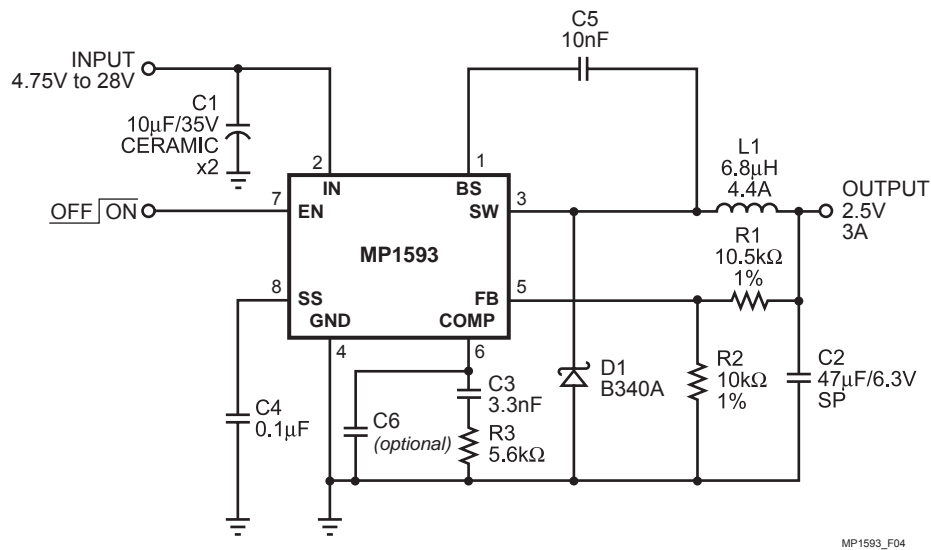 C5
10nF
INPUT
4.75V to 28V
C1
10μF/35V
CERAMIC
x2
2
1
L1
6.8μH
4.4A
OUTPUT
2.5V
3A
IN
BS
7
EN
SW
3
OFF ON
MP1593
R1
10.5kΩ
1%
8
SS
FB
5
GND
COMP
4
6
C4
0.1μF
C6
(optional)
C3
3.3nF
R3
5.6kΩ
D1
B340A
R2
10kΩ
1%
C2
47μF/6.3V
SP
MP1593_F04